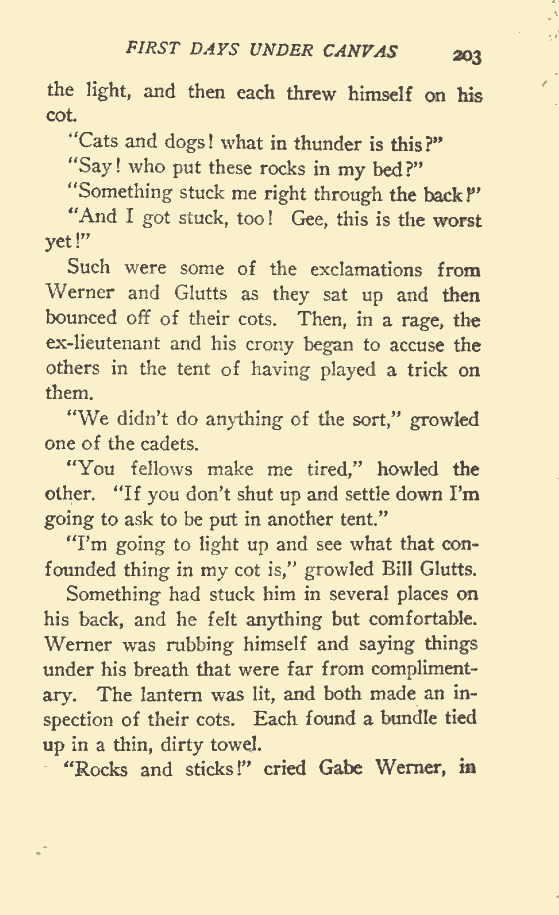 FIRST DAYS UNDER CANVAS 203
the light, and then each threw himself on his
cot.
"Cats and dogs! what in thunder is this?"
"Say! who put these rocks in my bed?"
"Something stuck me right through the back!"
"And I got stuck, too! Gee, this is the worst
yet!"
Such were some of the exclamations from
Werner and Glutts as they sat up and then
bounced off of their cots. Then, in a rage, the
ex-lieutenant and his crony began to accuse the
others in the tent of having played a trick on
them.
"We didn't do anything of the sort," growled
one of the cadets.
"You fellows make me tired," howled the
other. "If you don't shut up and settle down I'm
going to ask to be put in another tent."
"I'm going to light up and see what that con-
founded thing in my cot is," growled Bill Glutts.
Something had stuck him in several places on
his back, and he felt anything but comfortable.
Werner was rubbing himself and saying things
under his breath that were far from compliment-
ary. The lantern was lit, and both made an in-
spection of their cots. Each found a bundle tied
up in a thin, dirty towel.
"Rocks and sticks!" cried Gabe Werner, in